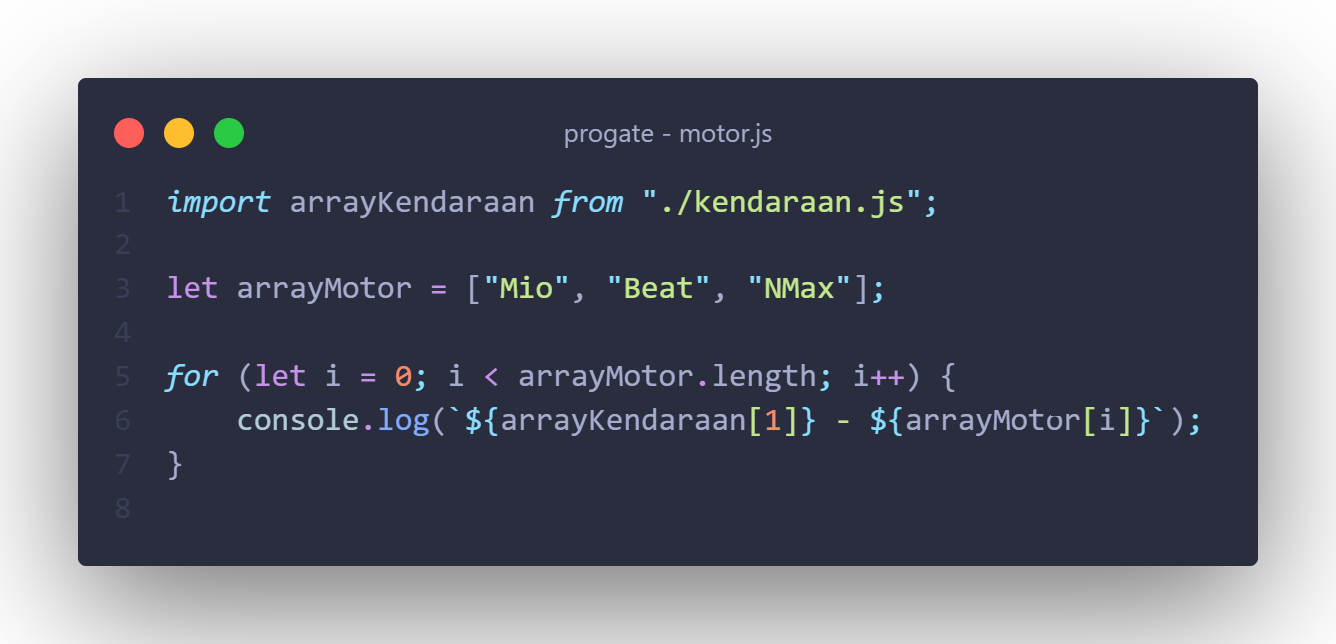 progate - motor.js
1 import arrayKendaraan from "./kendaraan.js";
2
3 let arrayMotor = ["Mio", "Beat", "NMax"];
4
5 for (let i = 0; i < arrayMotor.length; i++) {
6     console.log(`${arrayKendaraan[1]} - ${arrayMotor[i]}`);
7 }
8